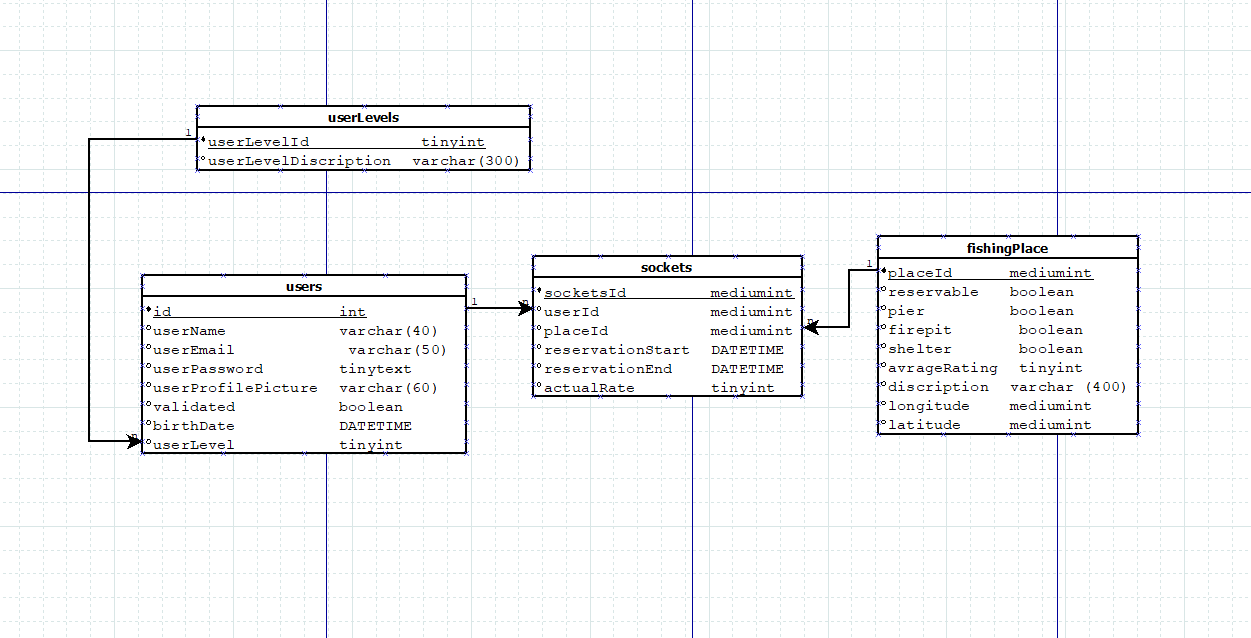 userLevels
1
userLevelId tinyint
userLevelDiscription varchar(300)
users
id int
userName varchar(40)
userEmail varchar(50)
userPassword tinytext
userProfilePicture varchar(60)
validated boolean
birthDate DATETIME
n
userLevel tinyint
1
n
sockets
socketsId mediumint
userId mediumint
placeId mediumint
reservationStart DATETIME
reservationEnd DATETIME
actualRate tinyint
1
n
fishingPlace
placeId mediumint
reservable boolean
pier boolean
firepit boolean
shelter boolean
avrageRating tinyint
discription varchar (400)
longitude mediumint
latitude mediumint